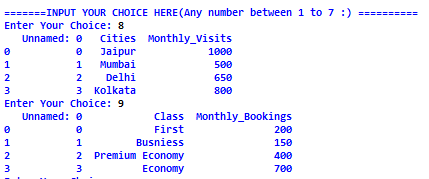 =======INPUT YOUR CHOICE HERE(Any number between 1 to 7 :) ==========
Enter Your Choice: 8
Unnamed: 0 Cities Monthly_Visits
0 0 Jaipur 1000
1 1 Mumbai 500
2 2 Delhi 650
3 3 Kolkata 800
Enter Your Choice: 9
Unnamed: 0 Class Monthly_Bookings
0 0 First 200
1 1 Busniess 150
2 2 Premium Economy 400
3 3 Economy 700